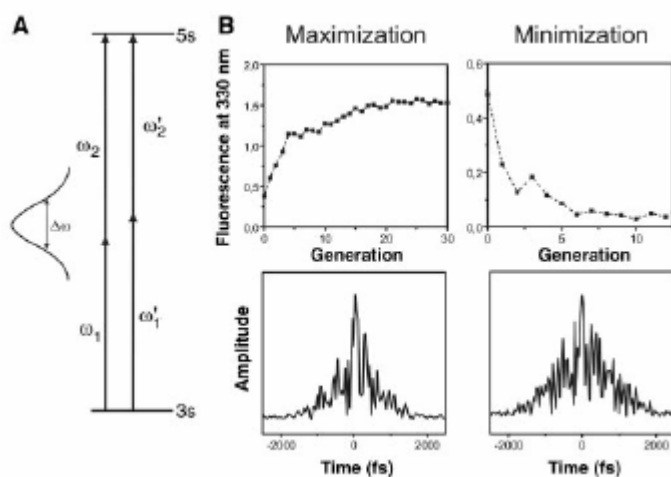 A
5s
ω2
ω'2
Δω
ω1
ω'1
3s
B
Maximization
Minimization
Fluorescence at 330 nm
2,0
1,5
1,0
0,5
0,0
0
10
20
30
Generation
0,6
0,4
0,2
0,0
0
5
10
Generation
Amplitude
-2000
0
2000
Time (fs)
-2000
0
2000
Time (fs)